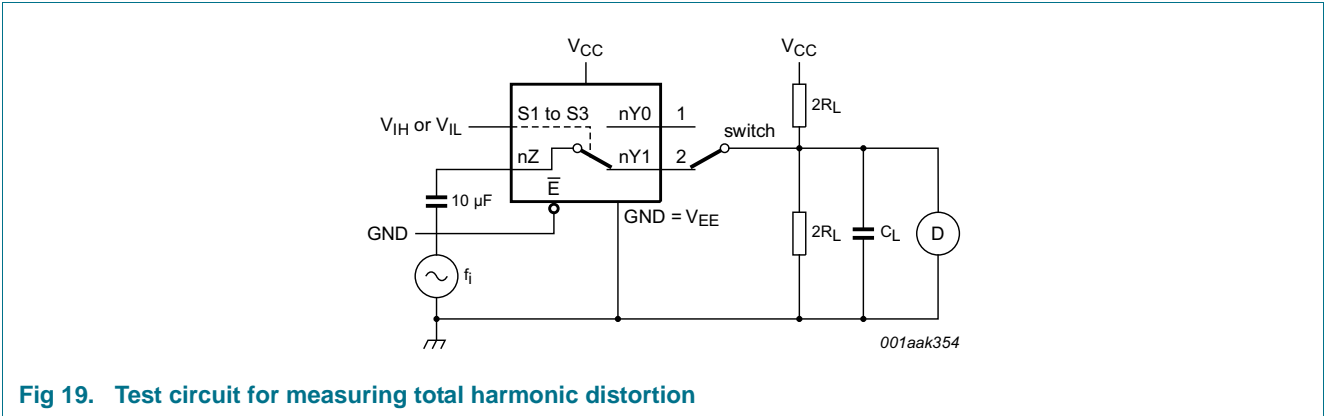 VCC
VCC
S1 to S3
nY0
1
2RL
VIH or VIL
switch
nZ
nY1
2
E
10 µF
GND = VEE
GND
2RL
CL
D
fi
001aak354
Fig 19. Test circuit for measuring total harmonic distortion